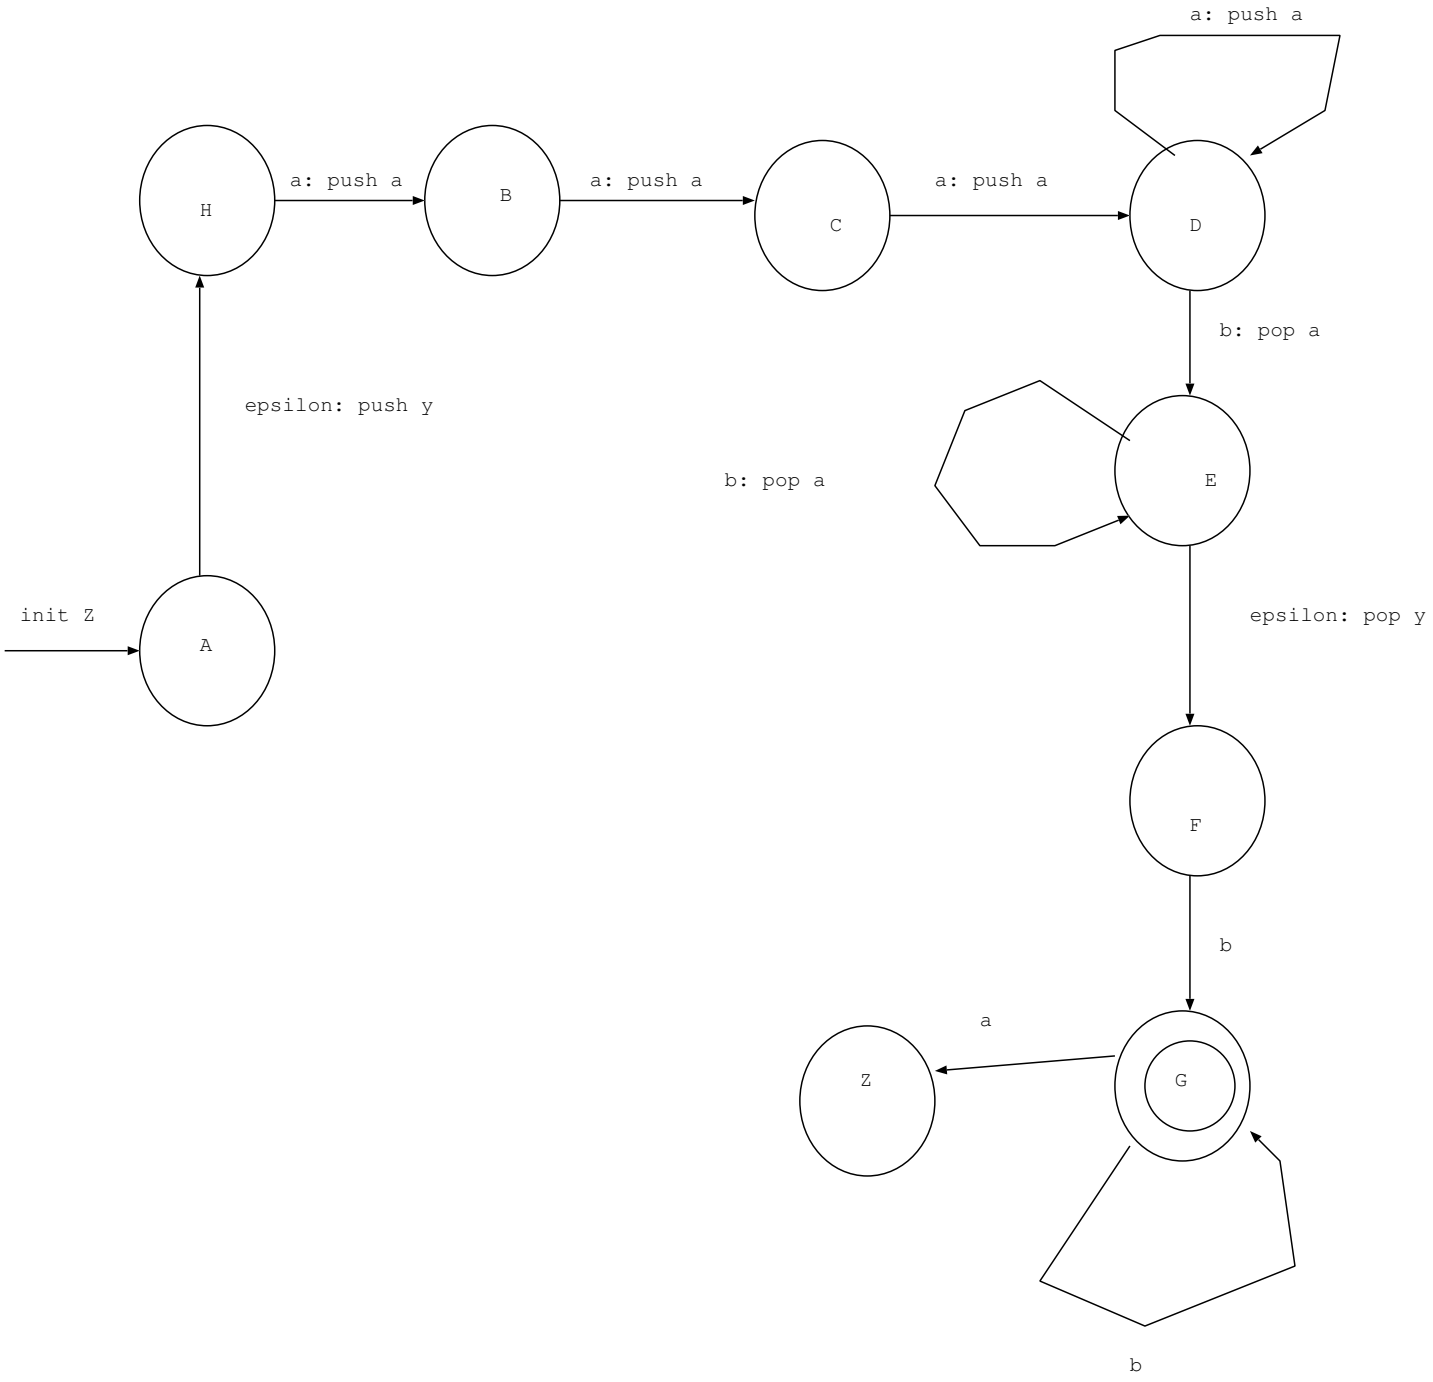 a: push a
a: push a
a: push a
a: push a
H
B
C
D
b: pop a
epsilon: push y
b: pop a
E
init Z
epsilon: pop y
A
F
b
a
Z
G
b